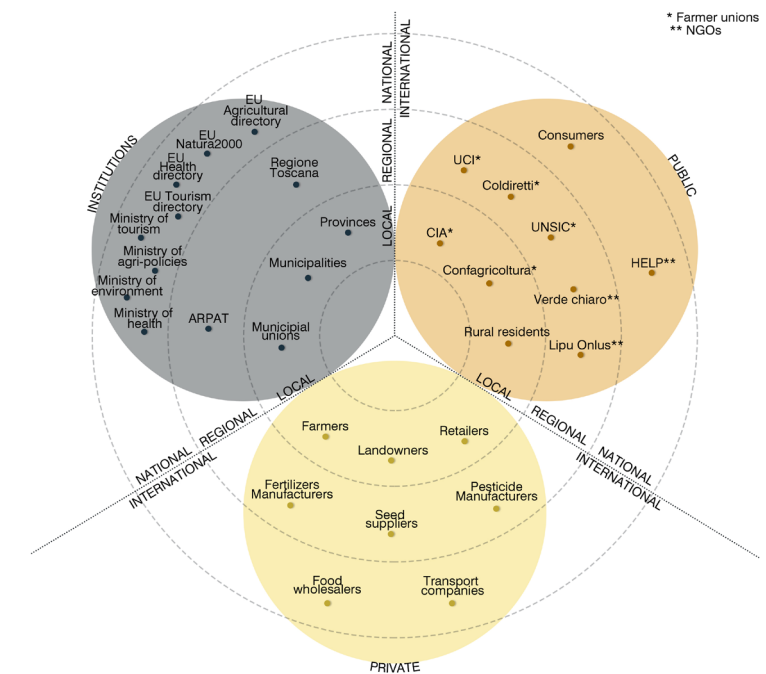 * Farmer unions
** NGOs
NATIONAL
INTERNATIONAL
REGIONAL
LOCAL
INSTITUTIONS
EU
Agricultural
directory
EU
Natura2000
EU
Health
directory
EU Tourism
directory
Ministry of
tourism
Ministry of
agri-policies
Ministry of
environment
Ministry of
health
Regione
Toscana
Provinces
Municipalities
ARPAT
Municipial
unions
PUBLIC
Consumers
UCI*
Coldiretti*
CIA*
UNSIC*
HELP**
Confagricoltura*
Verde chiaro**
Rural residents
Lipu Onlus**
LOCAL
REGIONAL
NATIONAL
INTERNATIONAL
LOCAL
REGIONAL
NATIONAL
INTERNATIONAL
Farmers
Retailers
Landowners
Fertilizers
Manufacturers
Pesticide
Manufacturers
Seed
suppliers
Food
wholesalers
Transport
companies
PRIVATE